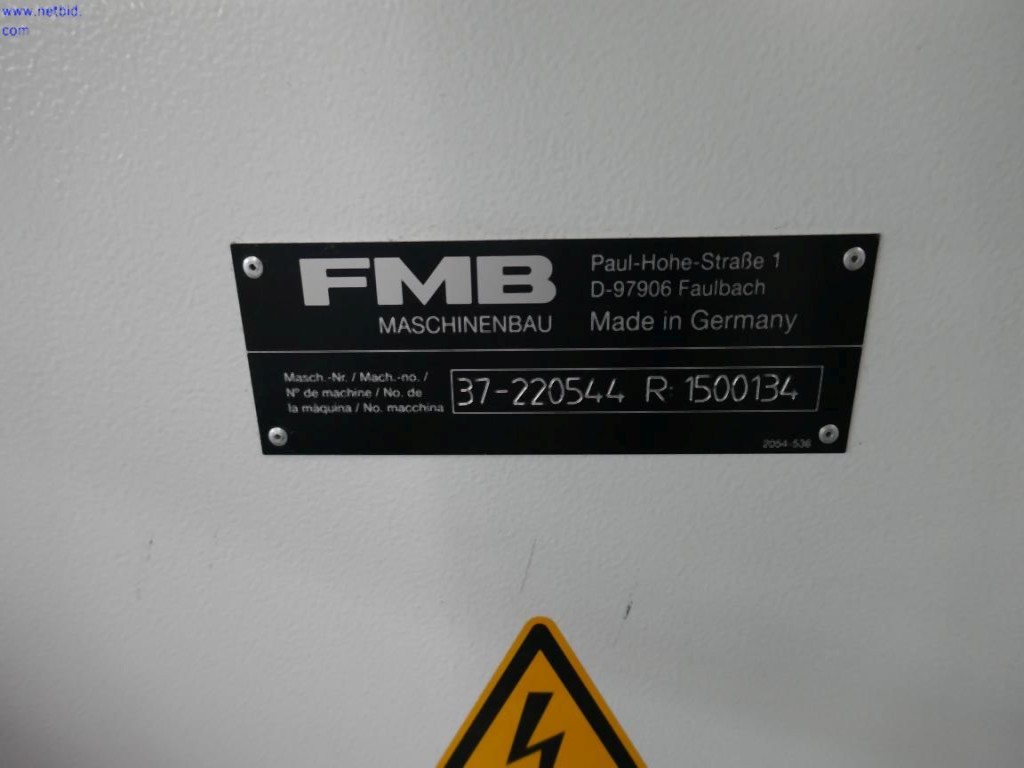 www.netbid.
com
FMB
MASCHINENBAU
Paul-Hohe-Straße 1
D-97906 Faulbach
Made in Germany
Masch.-Nr. / Mach.-no. /
N° de machine / No. de
la màquina / No. macchina
37-220544 R: 1500134
2054-536